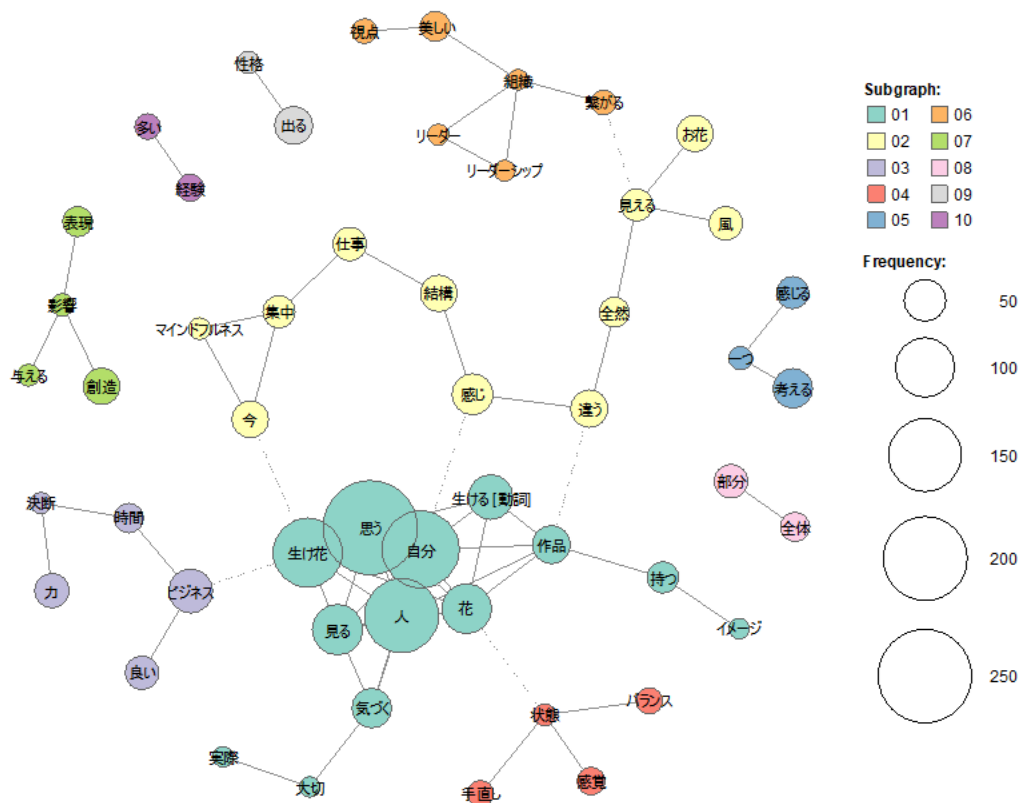 視点
美しい
性格
組織
繋がる
出る
多い
リーダー
お花
リーダーシップ
経験
見える
表現
風
仕事
結構
感じる
影響
集中
全然
マインドフルネス
一つ
与える
創造
感じ
考える
今
違う
部分
生ける [動詞]
決断
時間
思う
全体
生け花
自分
作品
力
ビジネス
持つ
人
花
見る
イメージ
良い
気づく
バランス
状態
実際
大切
感覚
手直し
Subgraph:
01 06
02 07
03 08
04 09
05 10
Frequency:
50
100
150
200
250